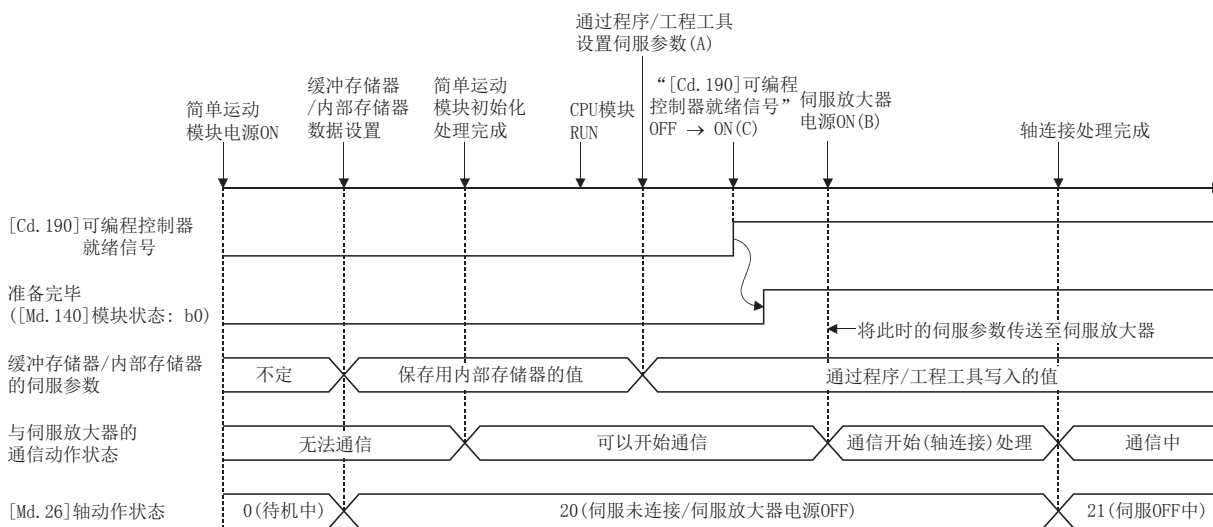 通过程序/工程工具
设置伺服参数(A)
简单运动
模块电源ON
缓冲存储器
/内部存储器
数据设置
简单运动
模块初始化
处理完成
CPU模块
RUN
“[Cd.190]可编程
控制器就绪信号”
OFF → ON(C)
伺服放大器
电源ON(B)
轴连接处理完成
[Cd.190]可编程控制器
就绪信号
准备完毕
([Md.140]模块状态: b0)
将此时的伺服参数传送至伺服放大器
缓冲存储器/内部存储器
的伺服参数
不定
保存用内部存储器的值
通过程序/工程工具写入的值
与伺服放大器的
通信动作状态
无法通信
可以开始通信
通信开始(轴连接)处理
通信中
[Md.26]轴动作状态
0(待机中)
20(伺服未连接/伺服放大器电源OFF)
21(伺服OFF中)